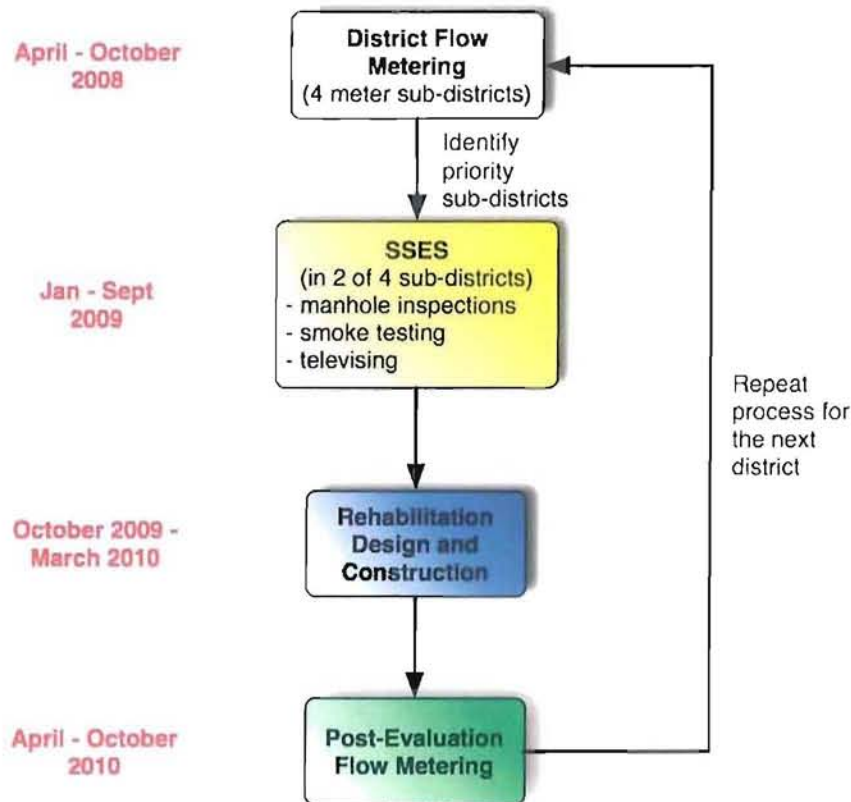 April - October
2008
District Flow
Metering
(4 meter sub-districts)
Identify
priority
sub-districts
Jan - Sept
2009
SSES
(in 2 of 4 sub-districts)
- manhole inspections
- smoke testing
- televising
Repeat
process for
the next
district
October 2009 -
March 2010
Rehabilitation
Design and
Construction
April - October
2010
Post-Evaluation
Flow Metering